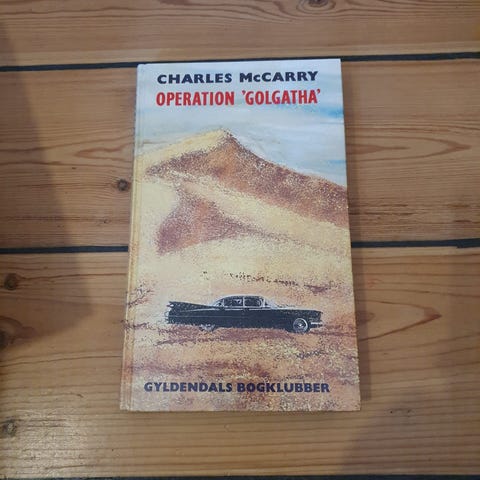 CHARLES McCARRY
OPERATION 'GOLGATHA'
GYLDENDALS BOGKLUBBER